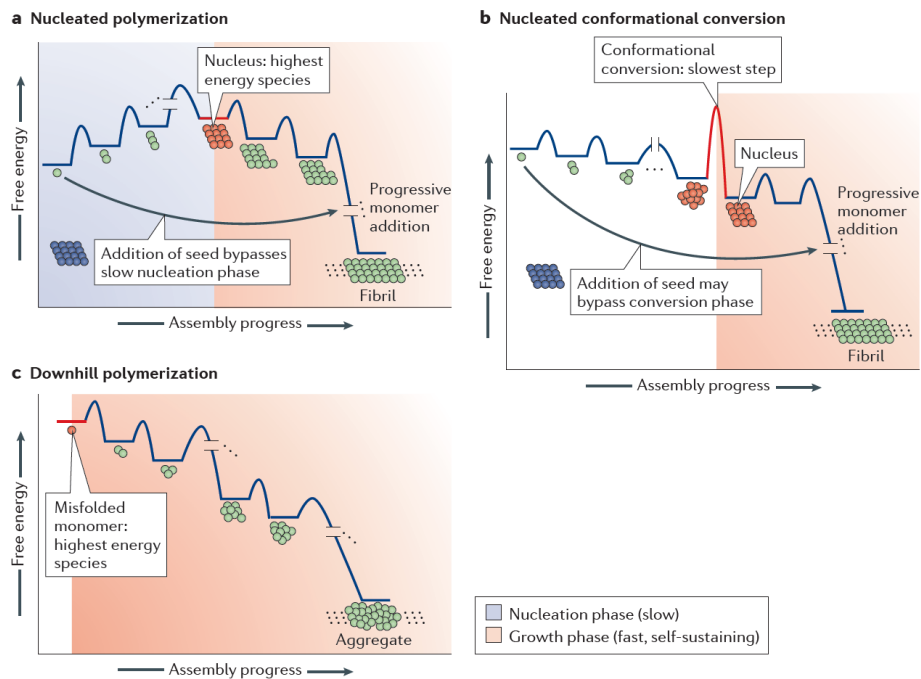 a Nucleated polymerization
Nucleus: highest
energy species
Free energy
Addition of seed bypasses
slow nucleation phase
Progressive
monomer
addition
Fibril
Assembly progress
b Nucleated conformational conversion
Conformational
conversion: slowest step
Nucleus
Free energy
Progressive
monomer
addition
Addition of seed may
bypass conversion phase
Fibril
Assembly progress
c Downhill polymerization
Free energy
Misfolded
monomer:
highest energy
species
Aggregate
Assembly progress
Nucleation phase (slow)
Growth phase (fast, self-sustaining)